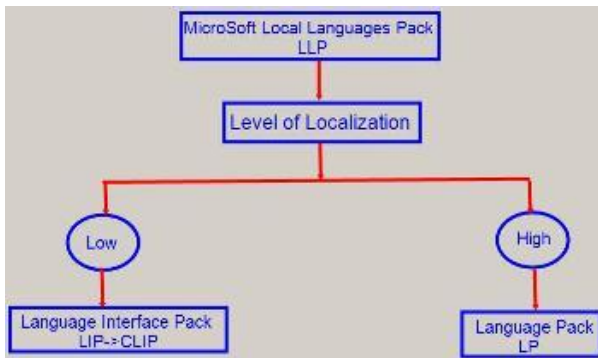 MicroSoft Local Languages Pack
LLP
Level of Localization
Low
High
Language Interface Pack
LIP->CLIP
Language Pack
LP